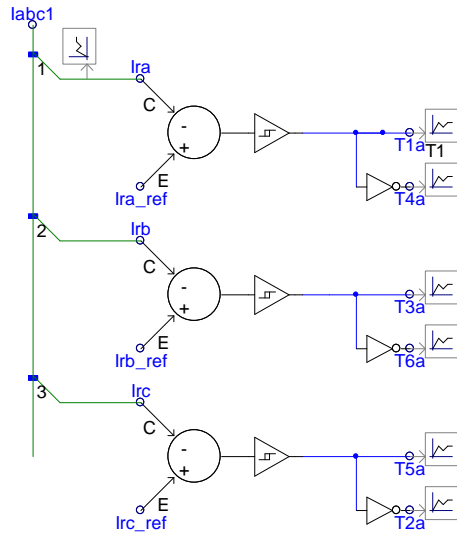 Iabc1
1
Ira
C
-
+
E
Ira_ref
T1a
T1
T4a
2
Irb
C
-
+
E
Irb_ref
T3a
T6a
3
Irc
C
-
+
E
Irc_ref
T5a
T2a